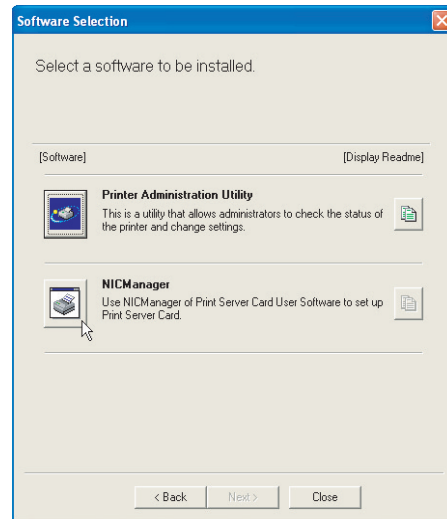 Software Selection
Select a software to be installed.
[Software] [Display Readme]
Printer Administration Utility
This is a utility that allows administrators to check the status of
the printer and change settings.
NICManager
Use NICManager of Print Server Card User Software to set up
Print Server Card.
< Back Next > Close